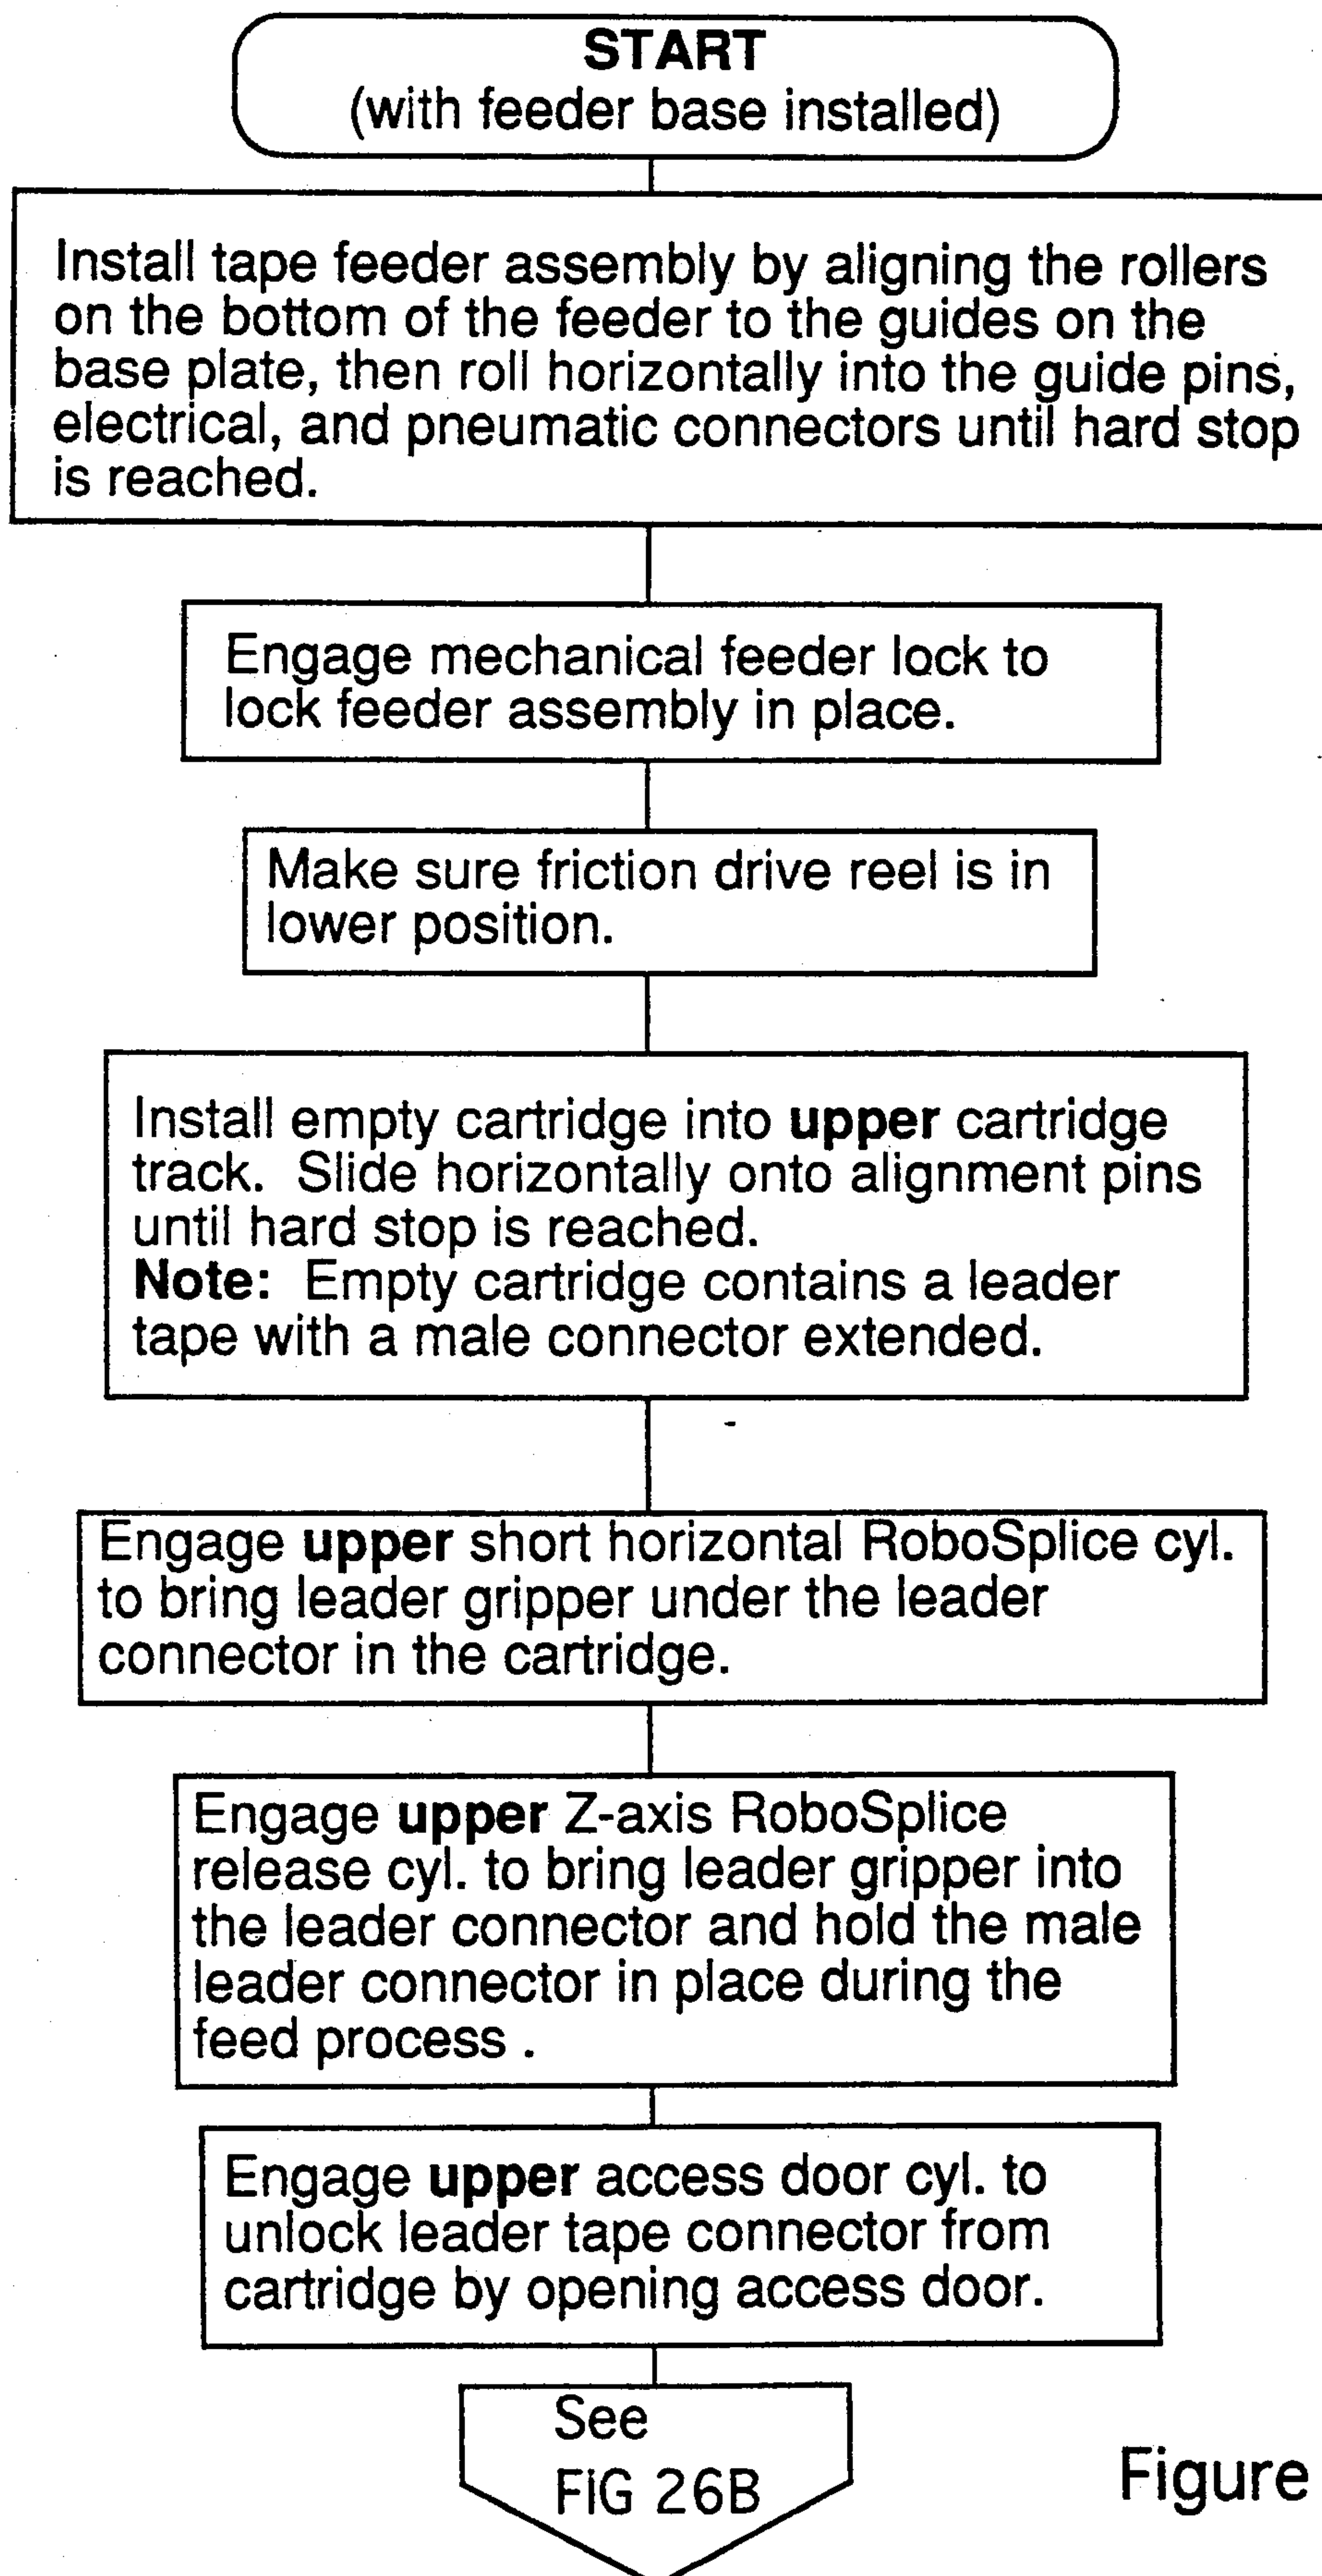 START
(with feeder base installed)
Install tape feeder assembly by aligning the rollers
on the bottom of the feeder to the guides on the
base plate, then roll horizontally into the guide pins,
electrical, and pneumatic connectors until hard stop
is reached.
Engage mechanical feeder lock to
lock feeder assembly in place.
Make sure friction drive reel is in
lower position.
Install empty cartridge into upper cartridge
track. Slide horizontally onto alignment pins
until hard stop is reached.
Note: Empty cartridge contains a leader
tape with a male connector extended.
Engage upper short horizontal RoboSplice cyl.
to bring leader gripper under the leader
connector in the cartridge.
Engage upper Z-axis RoboSplice
release cyl. to bring leader gripper into
the leader connector and hold the male
leader connector in place during the
feed process .
Engage upper access door cyl. to
unlock leader tape connector from
cartridge by opening access door.
See
FIG 26B
Figure